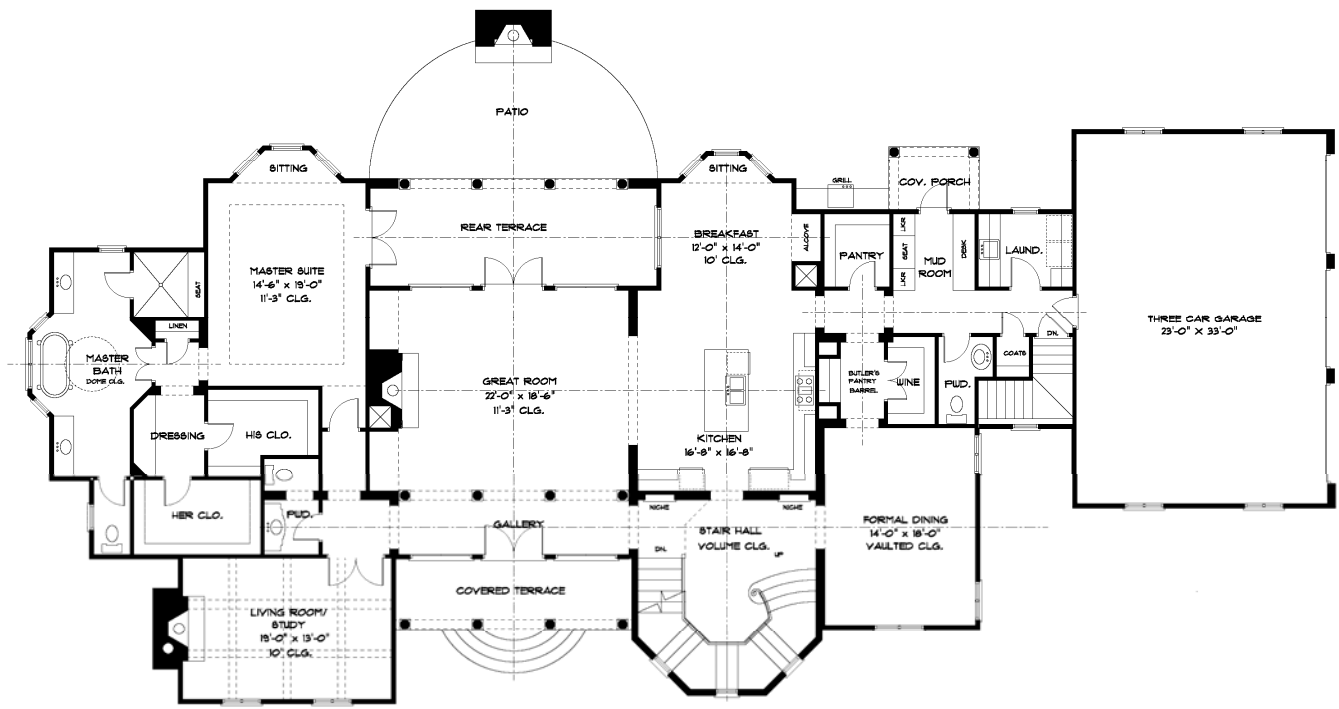 PATIO
SITTING
SITTING
GRILL
COV. PORCH
REAR TERRACE
BREAKFAST
12'-0" x 14'-0"
10' CLG.
ALCOVE
PANTRY
LKR
SEAT
LKR
MUD
ROOM
DESK
LAUND.
MASTER SUITE
14'-6" x 19'-0"
11'-3" CLG.
SEAT
LINEN
MASTER
BATH
DOME CLG.
THREE CAR GARAGE
23'-0" X 33'-0"
DN.
COATS
GREAT ROOM
22'-0" x 18'-6"
11'-3" CLG.
BUTLER'S
PANTRY
BARREL
WINE
PWD.
DRESSING
HIS CLO.
KITCHEN
16'-8" x 16'-8"
HER CLO.
PWD.
GALLERY
NICHE
NICHE
STAIR HALL
VOLUME CLG.
DN.
UP
FORMAL DINING
14'-0" x 18'-0"
VAULTED CLG.
COVERED TERRACE
LIVING ROOM/
STUDY
19'-0" x 13'-0"
10' CLG.